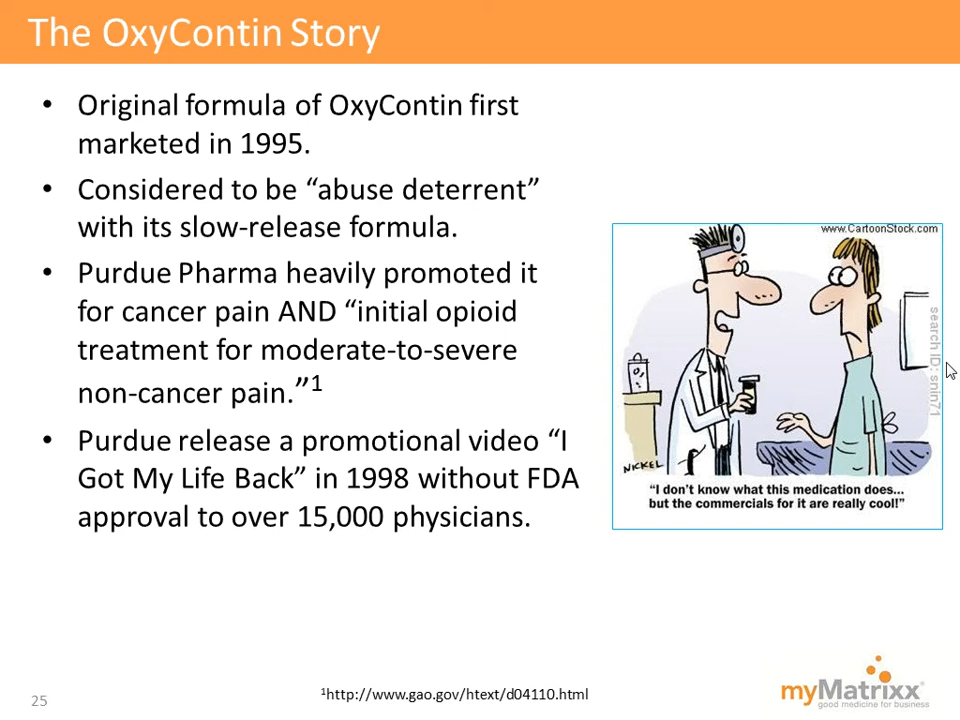 The OxyContin Story
• Original formula of OxyContin first
marketed in 1995.
• Considered to be “abuse deterrent”
with its slow-release formula.
• Purdue Pharma heavily promoted it
for cancer pain AND “initial opioid
treatment for moderate-to-severe
non-cancer pain.”1
• Purdue release a promotional video “I
Got My Life Back” in 1998 without FDA
approval to over 15,000 physicians.
www.CartoonStock.com
search ID: snin71
NICKEL
“I don’t know what this medication does...
but the commercials for it are really cool!”
25
1http://www.gao.gov/htext/d04110.html
myMatrixx
good medicine for business